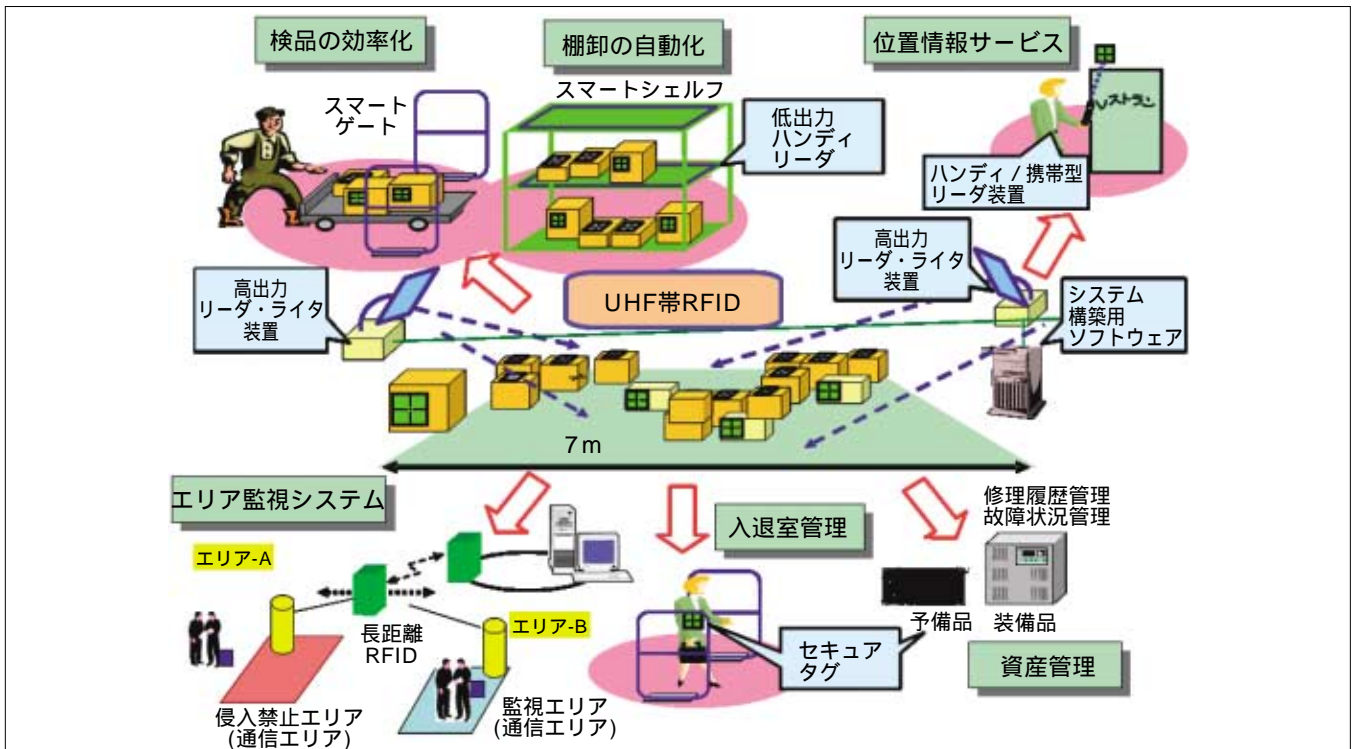 検品の効率化
棚卸の自動化
位置情報サービス
スマート
ゲート
スマートシェルフ
低出力
ハンディ
リーダ
レストラン
ハンディ / 携帯型
リーダ装置
高出力
リーダ・ライタ
装置
UHF帯RFID
高出力
リーダ・ライタ
装置
システム
構築用
ソフトウェア
7m
エリア監視システム
エリア-A
長距離
RFID
エリア-B
侵入禁止エリア
(通信エリア)
監視エリア
(通信エリア)
入退室管理
セキュア
タグ
修理履歴管理
故障状況管理
予備品
装備品
資産管理